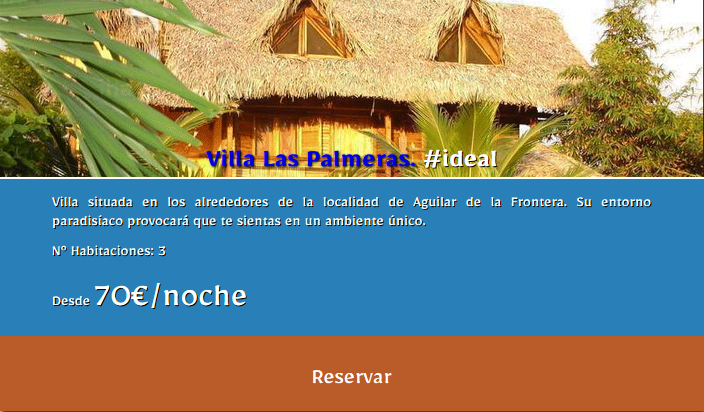 Villa Las Palmeras. #ideal
Villa situada en los alrededores de la localidad de Aguilar de la Frontera. Su entorno
paradisíaco provocará que te sientas en un ambiente único.
Nº Habitaciones: 3
Desde 70€/noche
Reservar